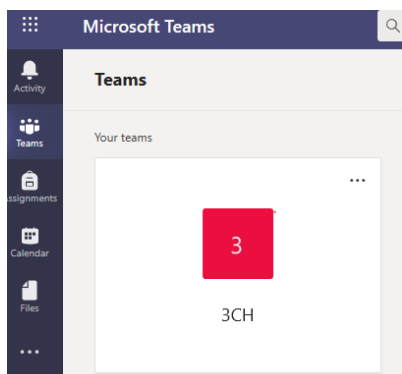 Microsoft Teams
Activity
Teams
Teams
Your teams
Assignments
3
3CH
Calendar
Files